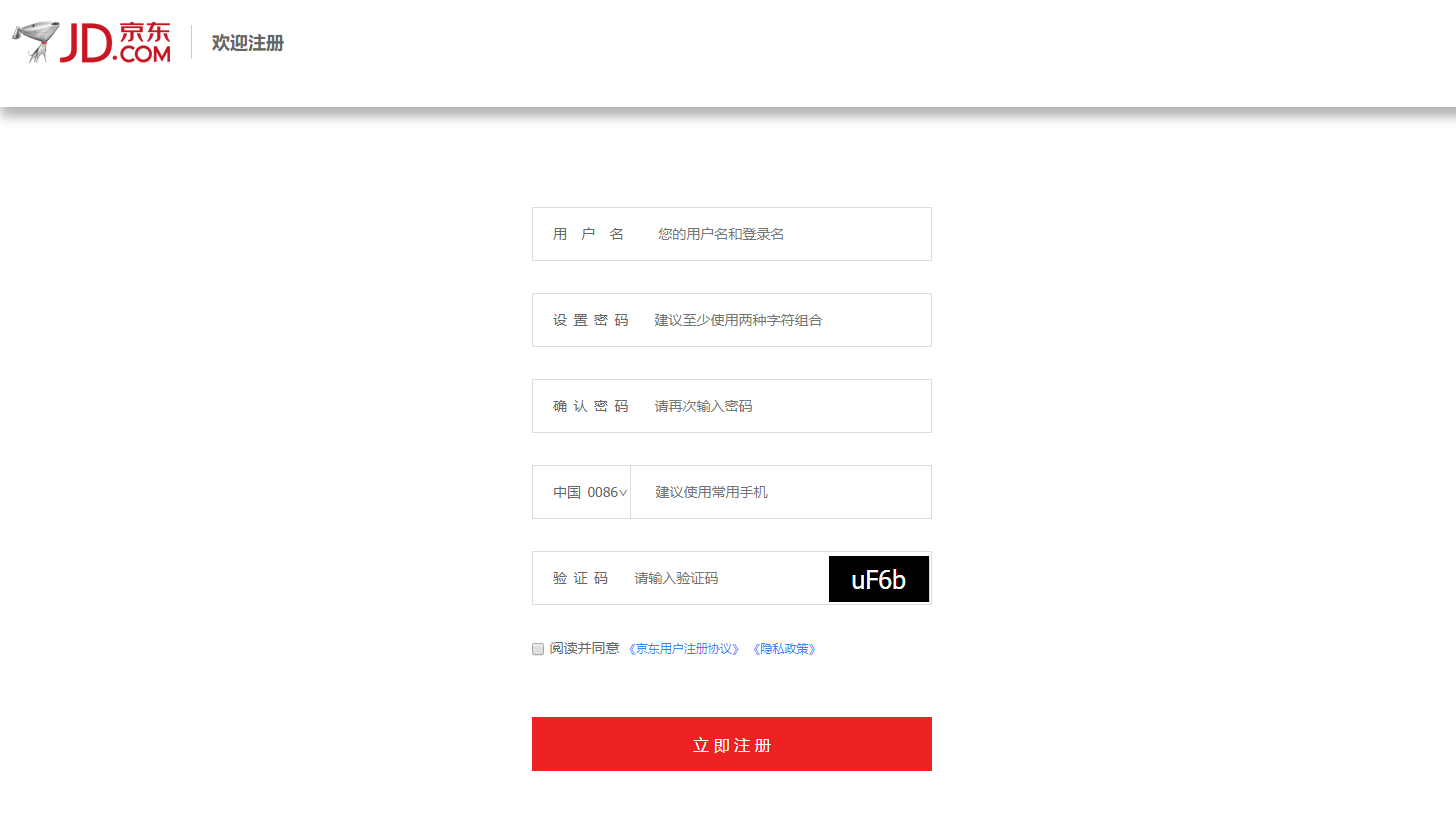 JD.COM 京东 欢迎注册
用 户 名 您的用户名和登录名
设 置 密 码 建议至少使用两种字符组合
确 认 密 码 请再次输入密码
中国 0086∨ 建议使用常用手机
验 证 码 请输入验证码 uF6b
阅读并同意 《京东用户注册协议》 《隐私政策》
立即注册